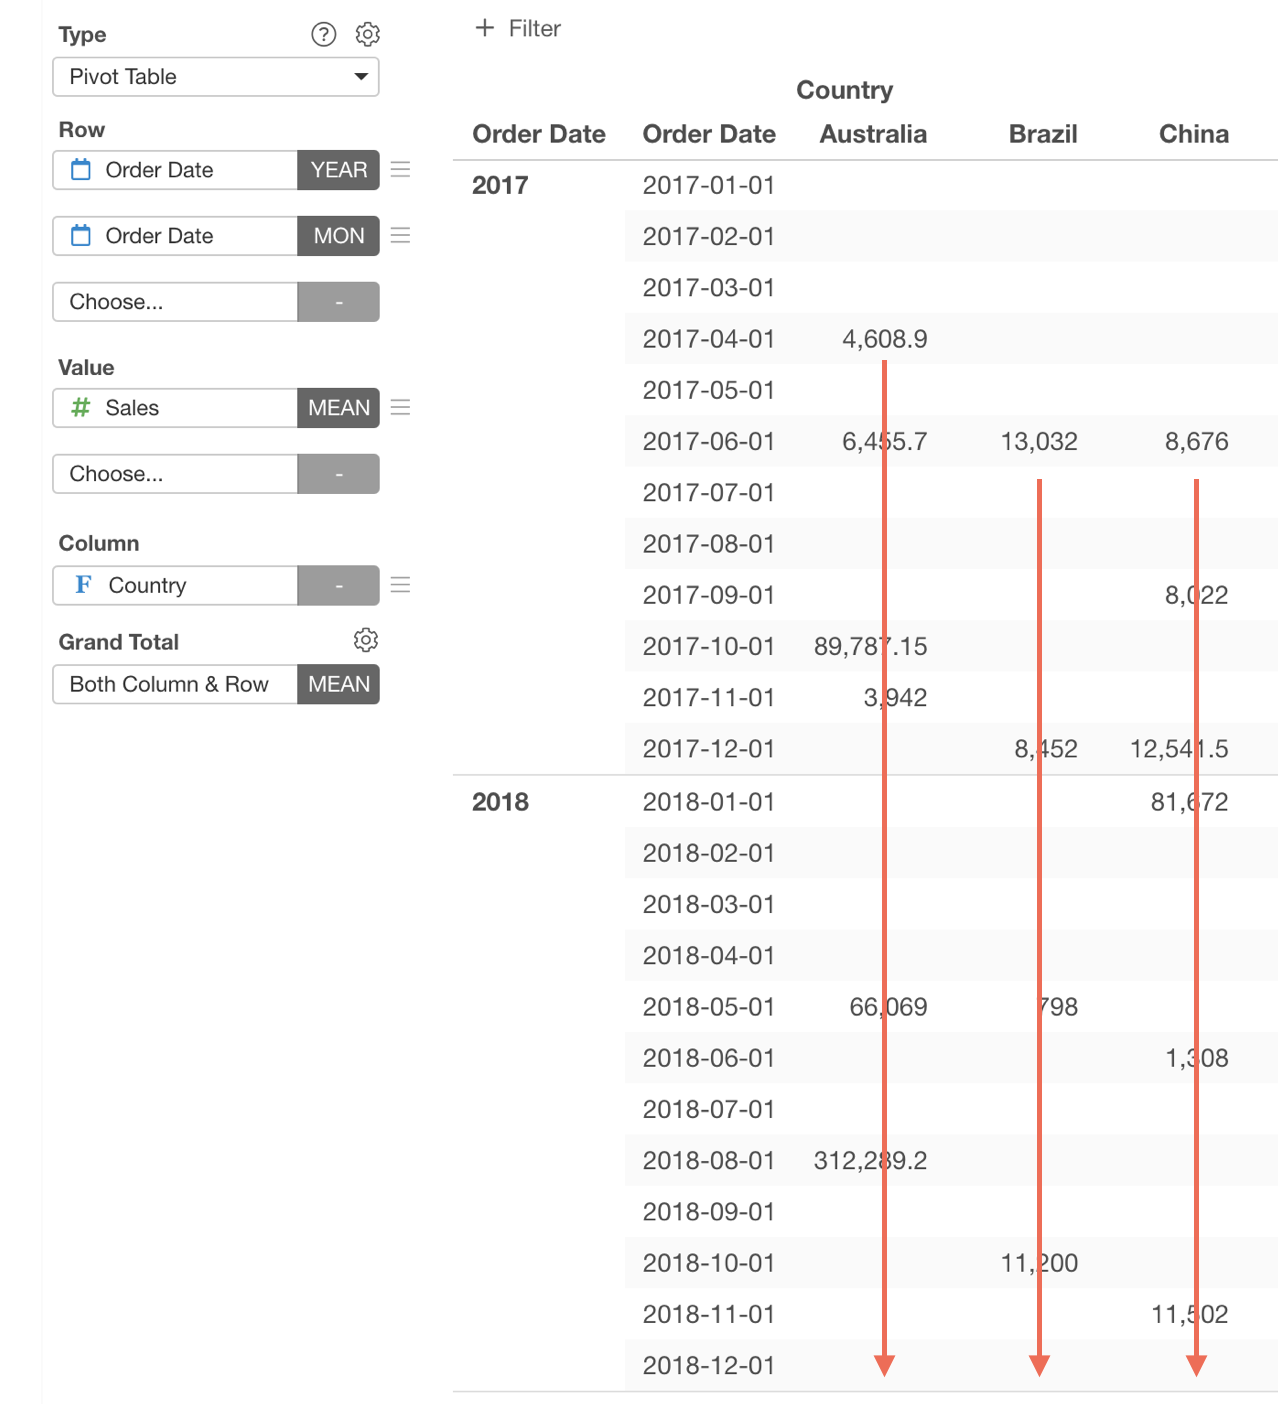 Type
Pivot Table
Row
Order Date YEAR
Order Date MON
Choose... -
Value
# Sales MEAN
Choose... -
Column
F Country -
Grand Total
Both Column & Row MEAN
+ Filter
Country
Order Date Order Date Australia Brazil China
2017 2017-01-01
2017-02-01
2017-03-01
2017-04-01 4,608.9
2017-05-01
2017-06-01 6,455.7 13,032 8,676
2017-07-01
2017-08-01
2017-09-01 8,022
2017-10-01 89,787.15
2017-11-01 3,942
2017-12-01 8,452 12,541.5
2018 2018-01-01 81,672
2018-02-01
2018-03-01
2018-04-01
2018-05-01 66,069 798
2018-06-01 1,308
2018-07-01
2018-08-01 312,289.2
2018-09-01
2018-10-01 11,200
2018-11-01 11,502
2018-12-01